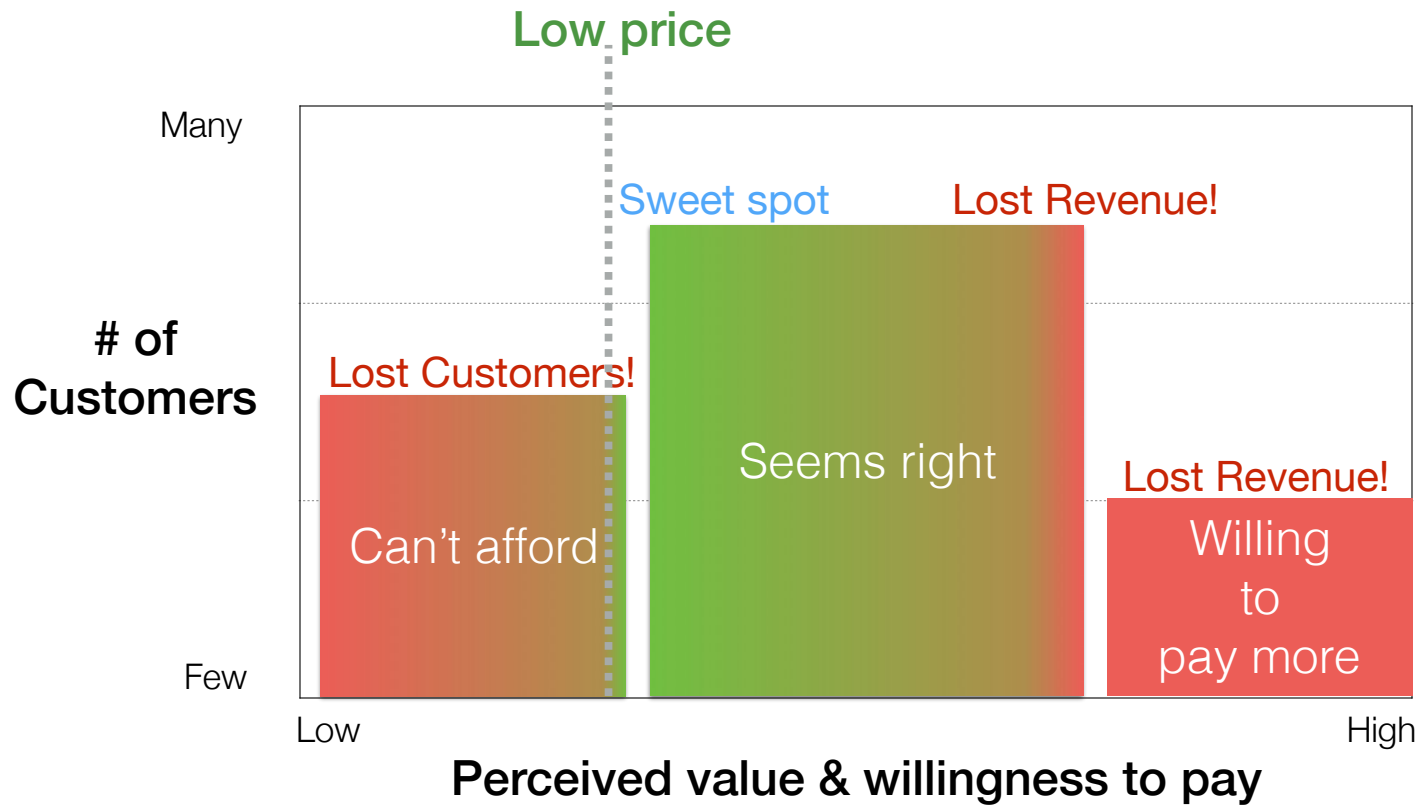 Low price
Many
Sweet spot
Lost Revenue!
# of
Customers
Lost Customers!
Seems right
Lost Revenue!
Can't afford
Willing
to
pay more
Few
Low
High
Perceived value & willingness to pay